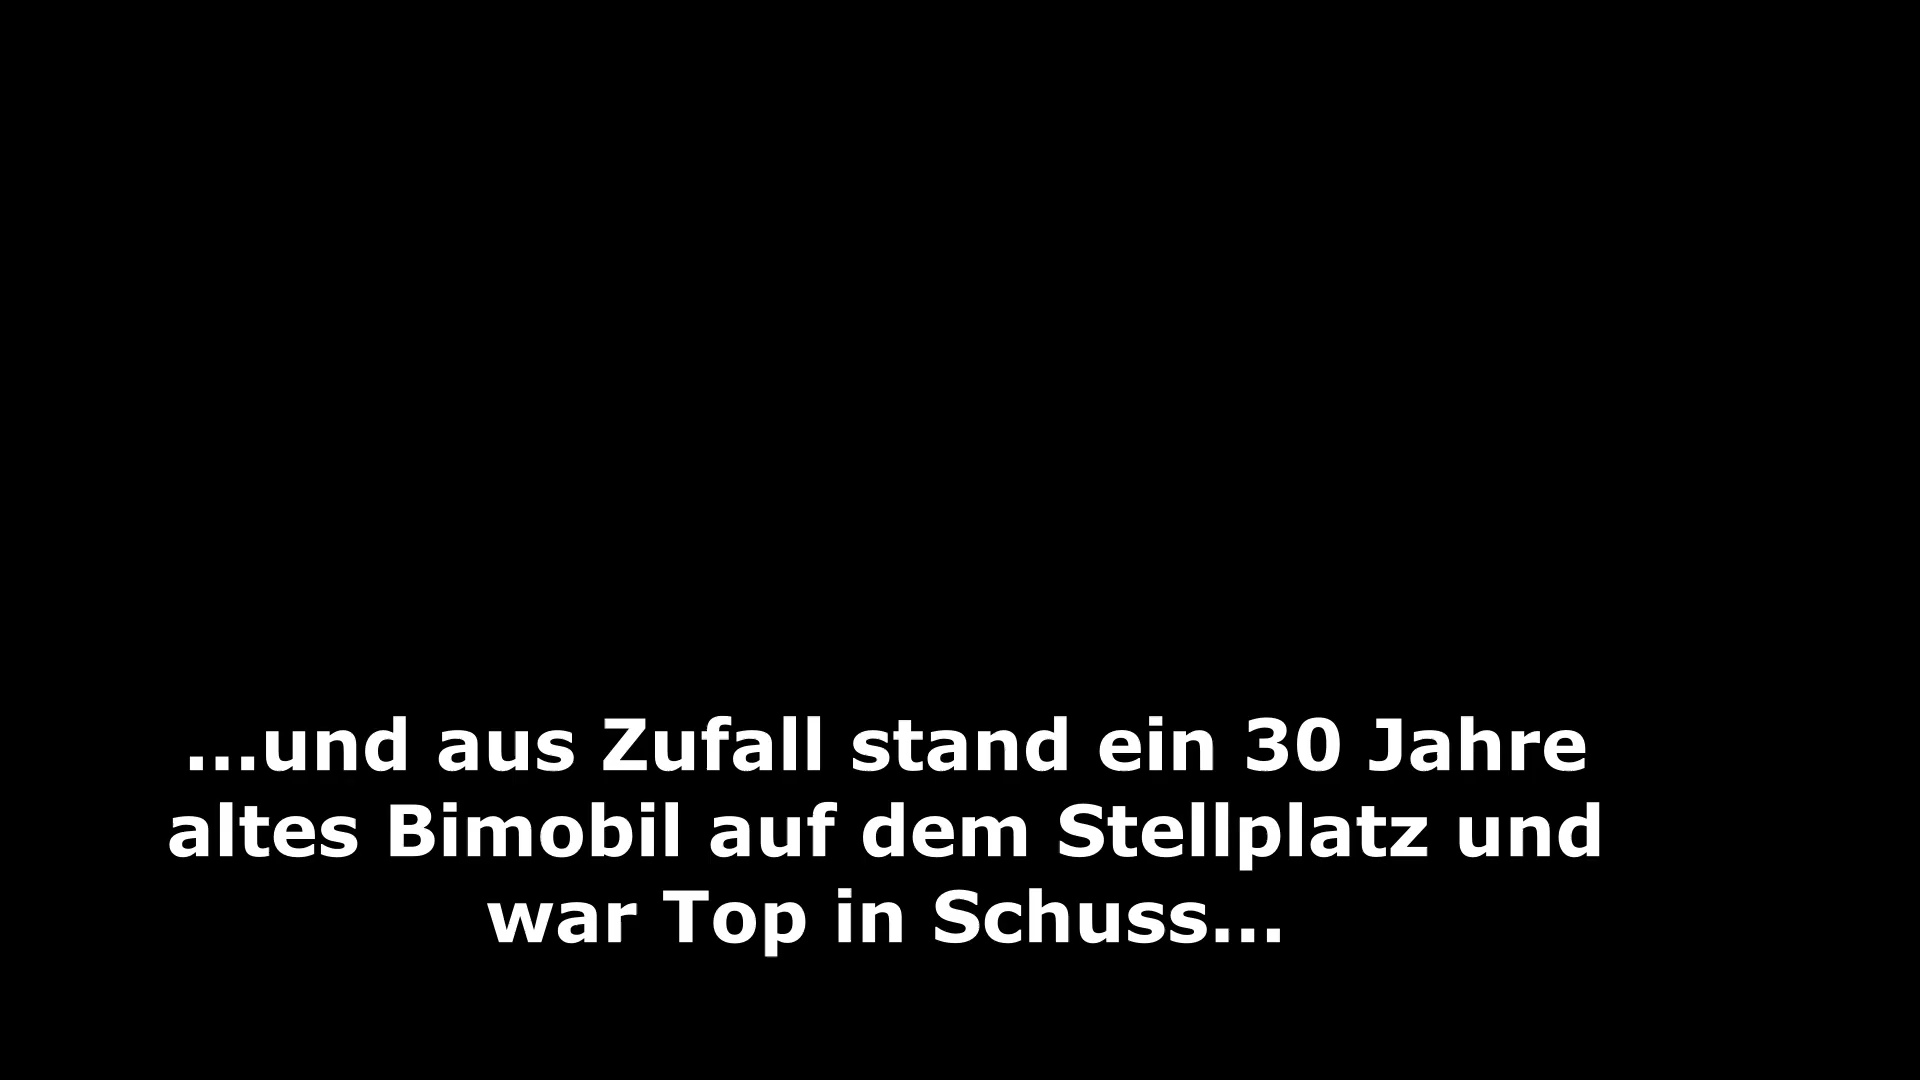 ...und aus Zufall stand ein 30 Jahre
altes Bimobil auf dem Stellplatz und
war Top in Schuss...